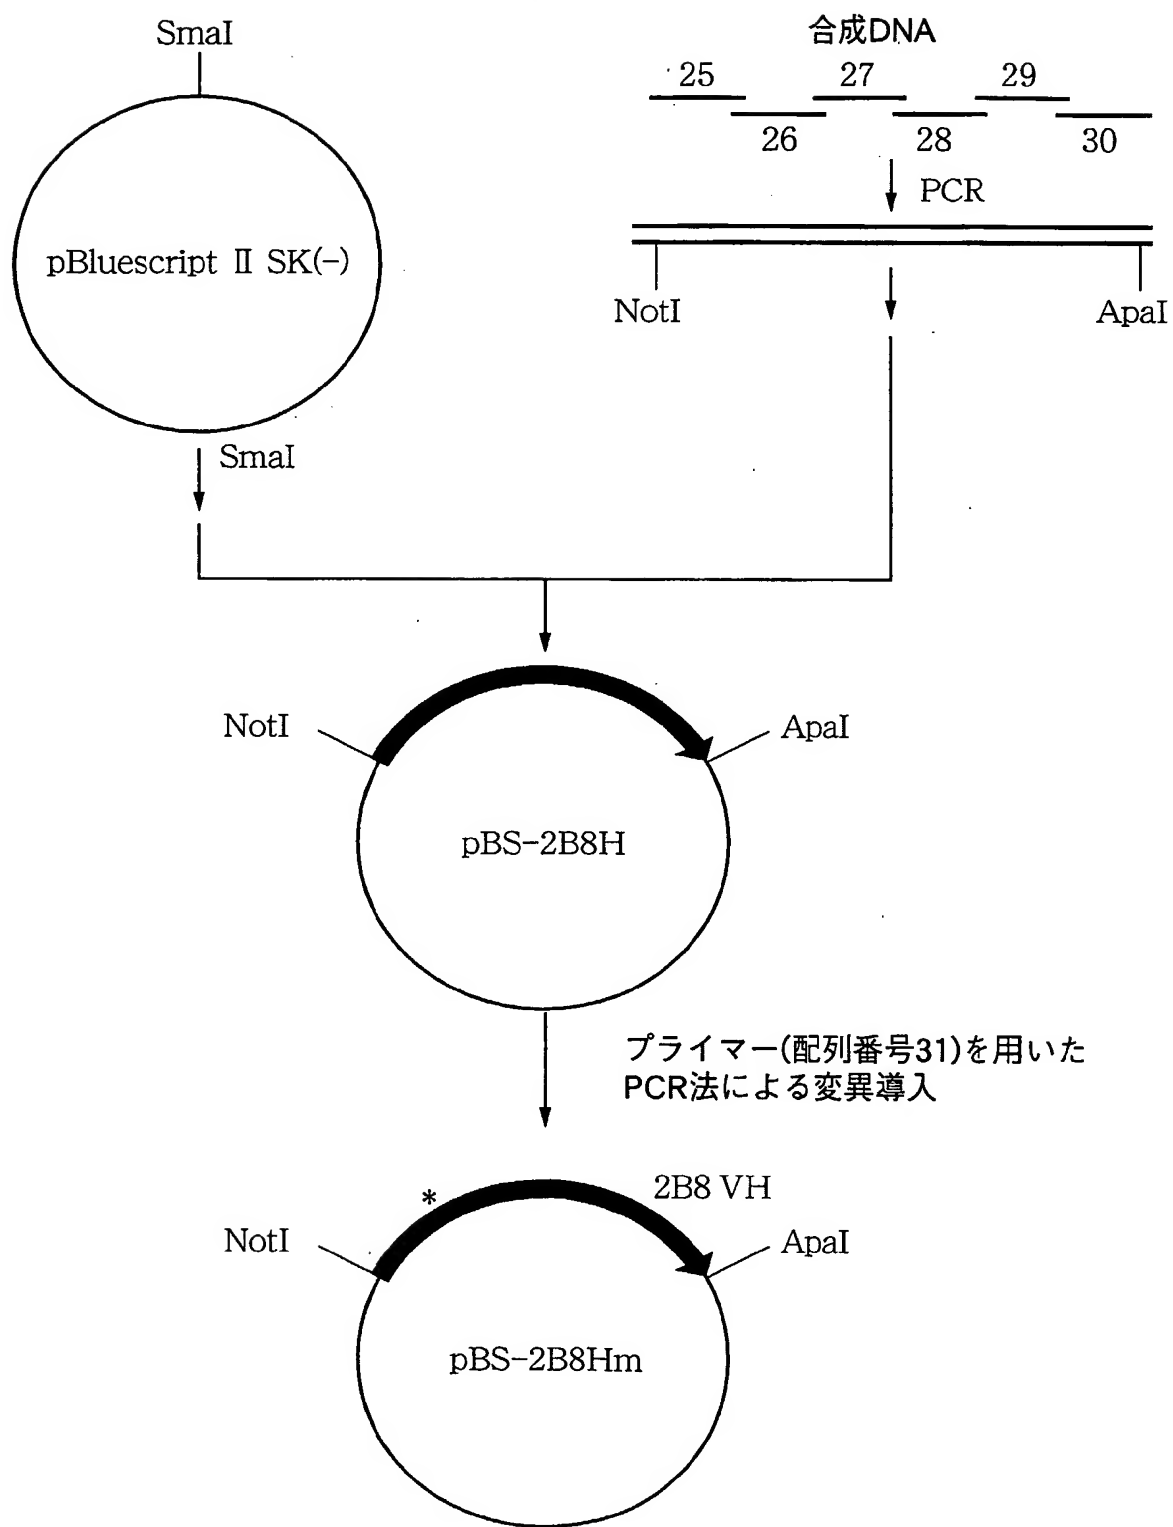 SmaI
pBluescript II SK(-)
SmaI
合成DNA
25
27
29
26
28
30
PCR
NotI
ApaI
NotI
ApaI
pBS-2B8H
プライマー(配列番号31)を用いた
PCR法による変異導入
*
2B8 VH
NotI
ApaI
pBS-2B8Hm